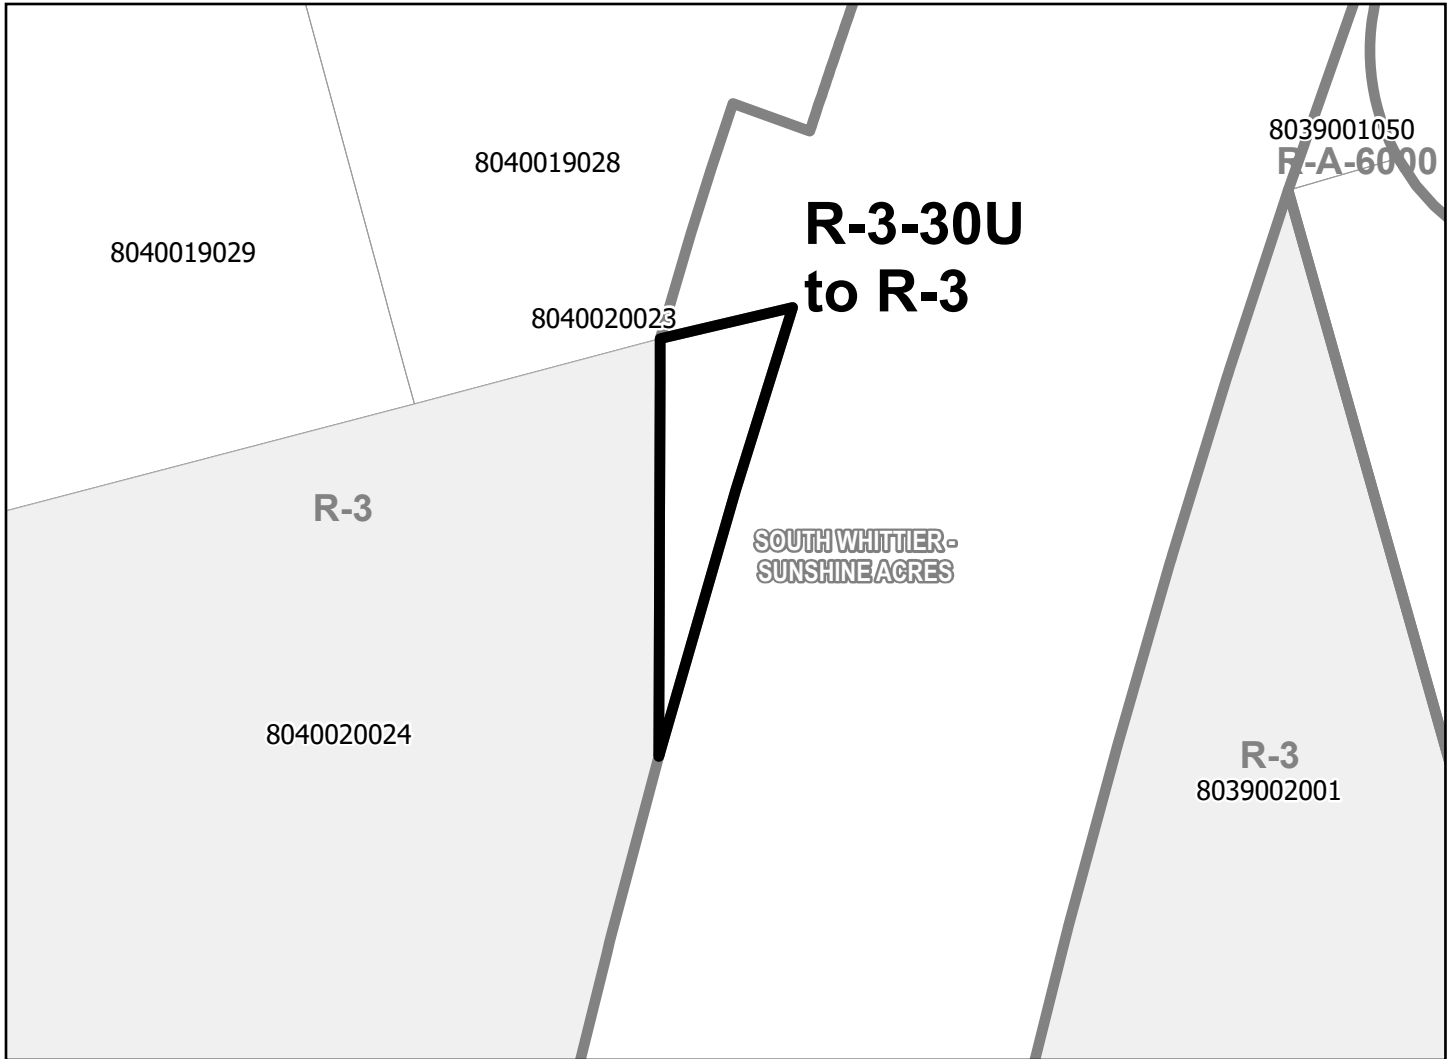 8039001050
R-A-6000
8040019028
R-3-30U
to R-3
8040019029
8040020023
R-3
SOUTH WHITTIER -
SUNSHINE ACRES
8040020024
R-3
8039002001